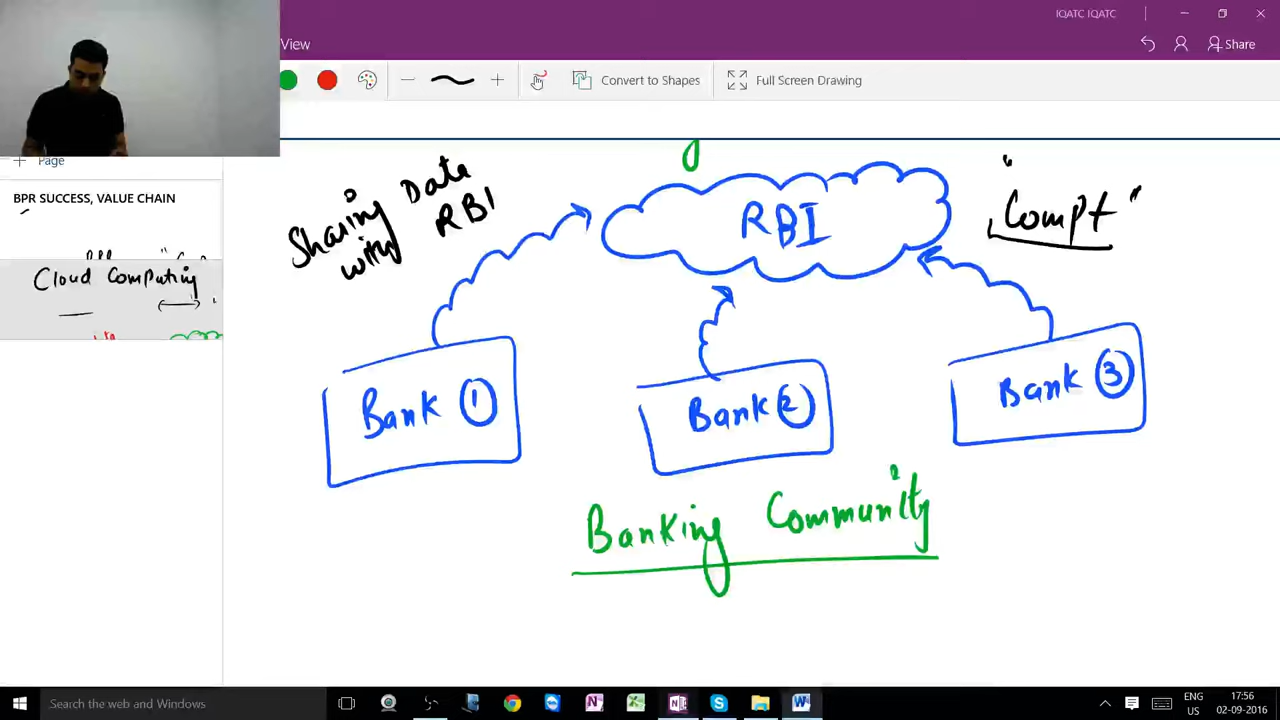 IQATC IQATC
View
Share
Convert to Shapes
Full Screen Drawing
Page
BPR SUCCESS, VALUE CHAIN
Cloud Computing
Sharing Data
with RBI
RBI
"Compt"
Bank 1
Bank 2
Bank 3
Banking Community
Search the web and Windows
ENG
US
17:56
02-09-2016